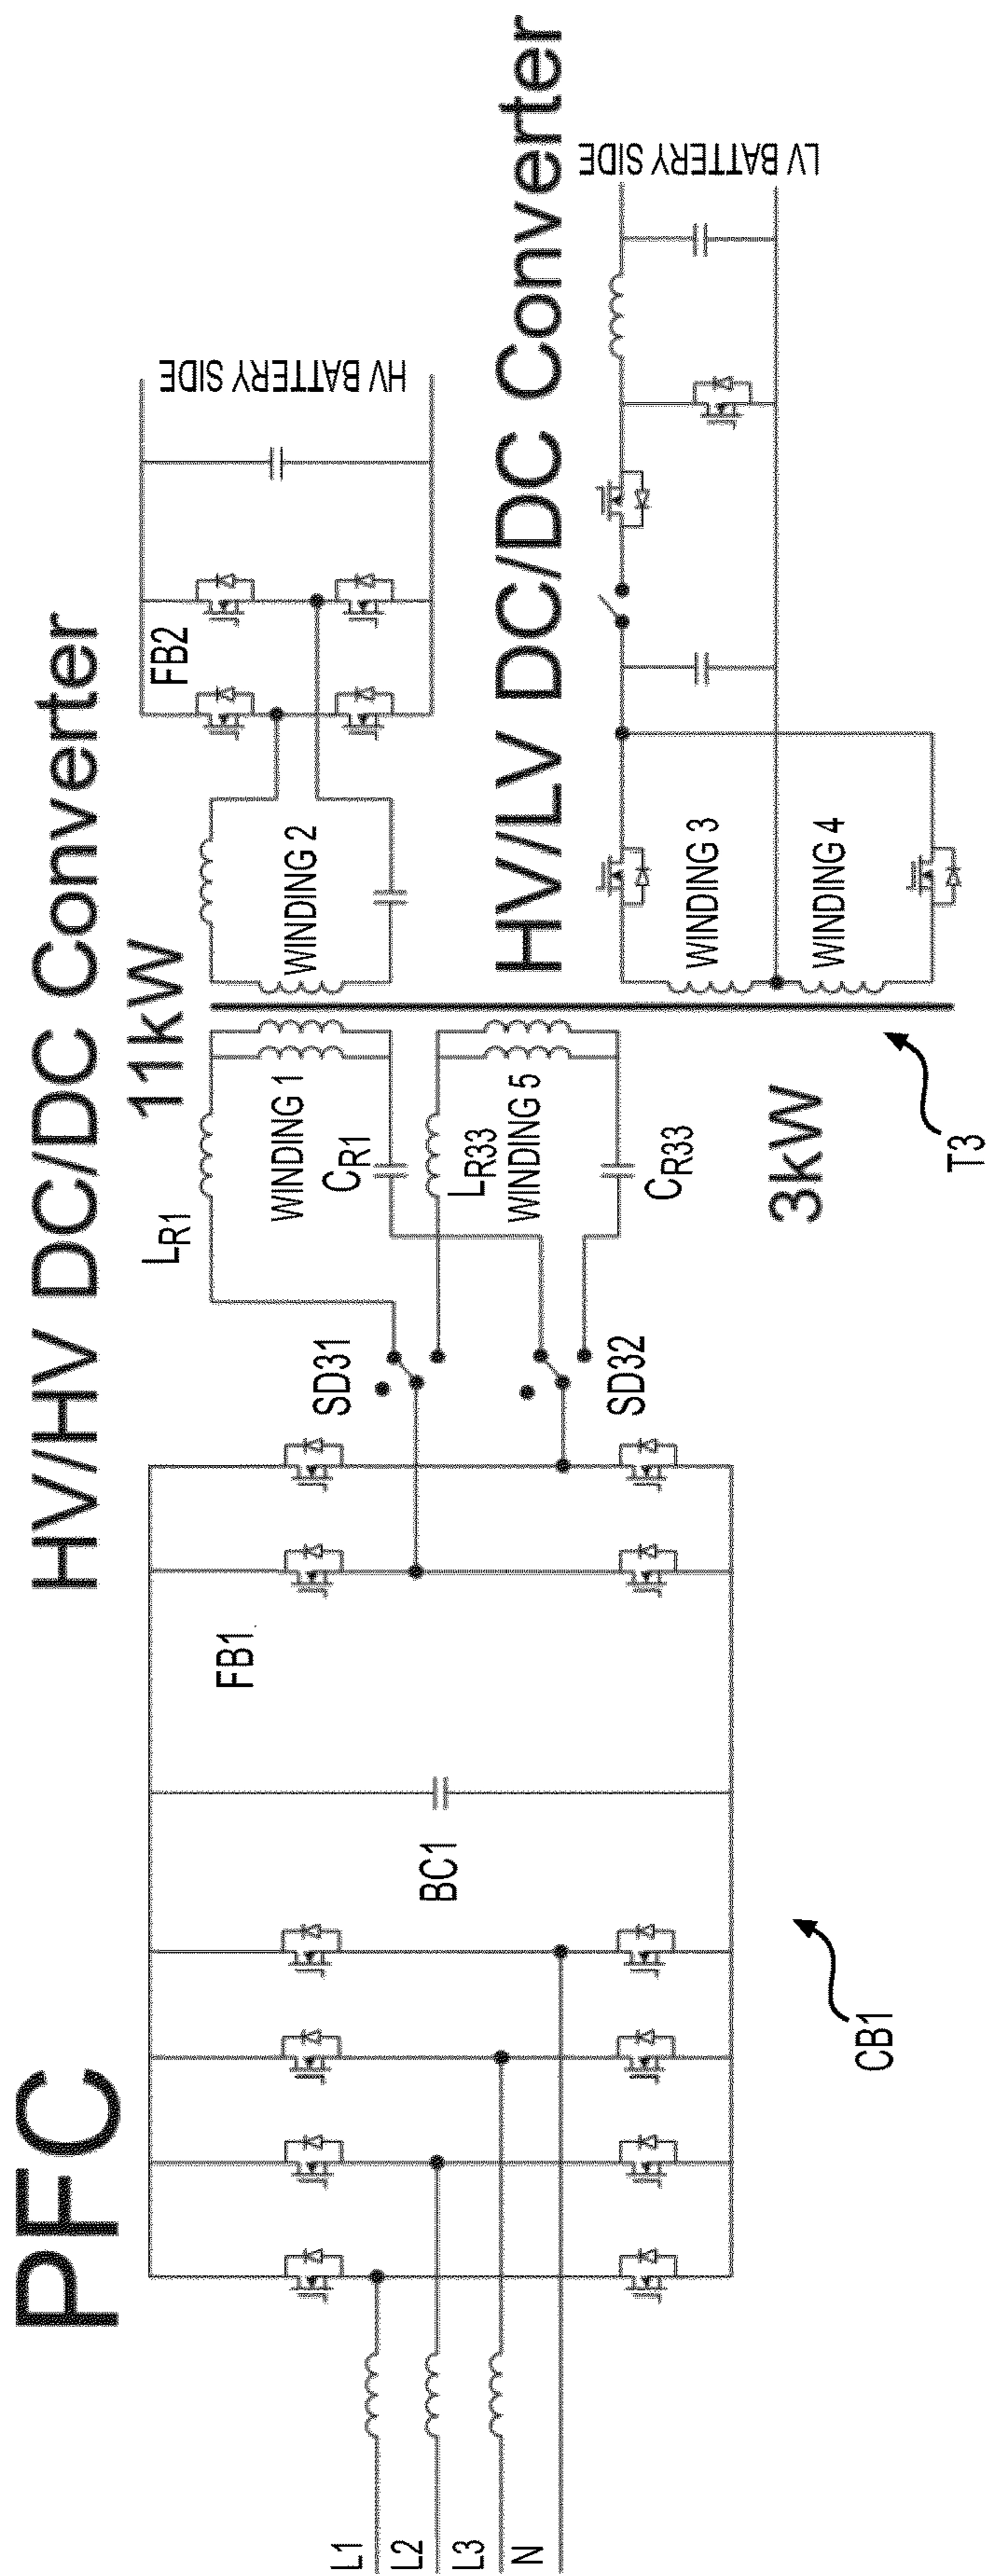 PFC
HV/HV DC/DC Converter
11kW
HV/LV DC/DC Converter
3kW
L1
L2
L3
N
BC1
CB1
FB1
SD31
SD32
LR1
WINDING 1
CR1
LR33
WINDING 5
CR33
T3
WINDING 2
FB2
HV BATTERY SIDE
WINDING 3
WINDING 4
LV BATTERY SIDE